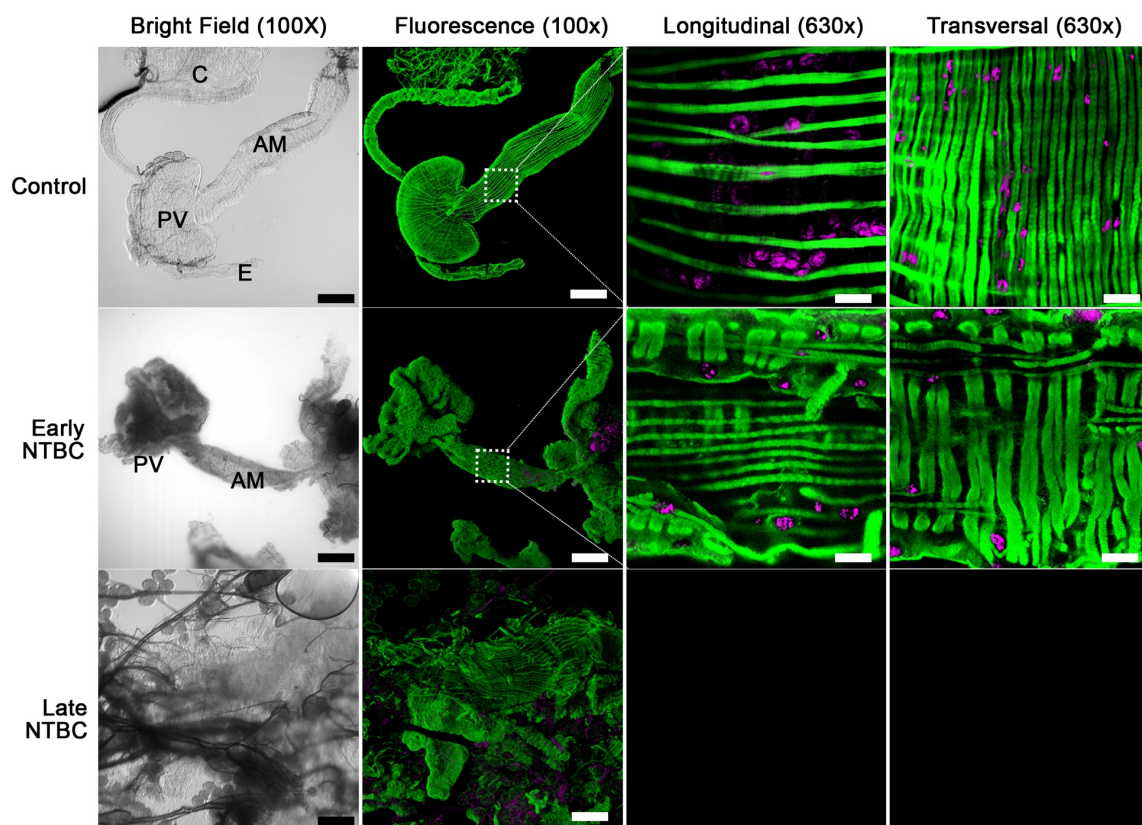 Bright Field (100X) Fluorescence (100x) Longitudinal (630x) Transversal (630x)
Control
C
AM
PV
E
Early
NTBC
PV
AM
Late
NTBC